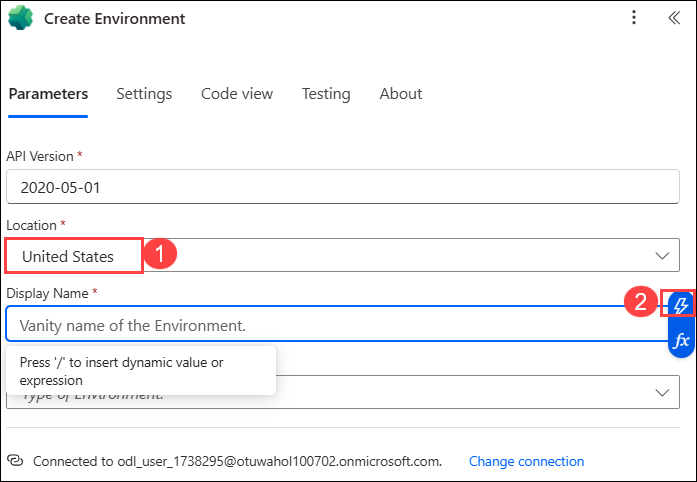 Create Environment
Parameters Settings Code view Testing About
API Version *
2020-05-01
Location *
United States
1
Display Name *
2
Vanity name of the Environment.
fx
Press '/' to insert dynamic value or
expression
Type of Environment.
Connected to odl_user_1738295@otuwahol100702.onmicrosoft.com. Change connection